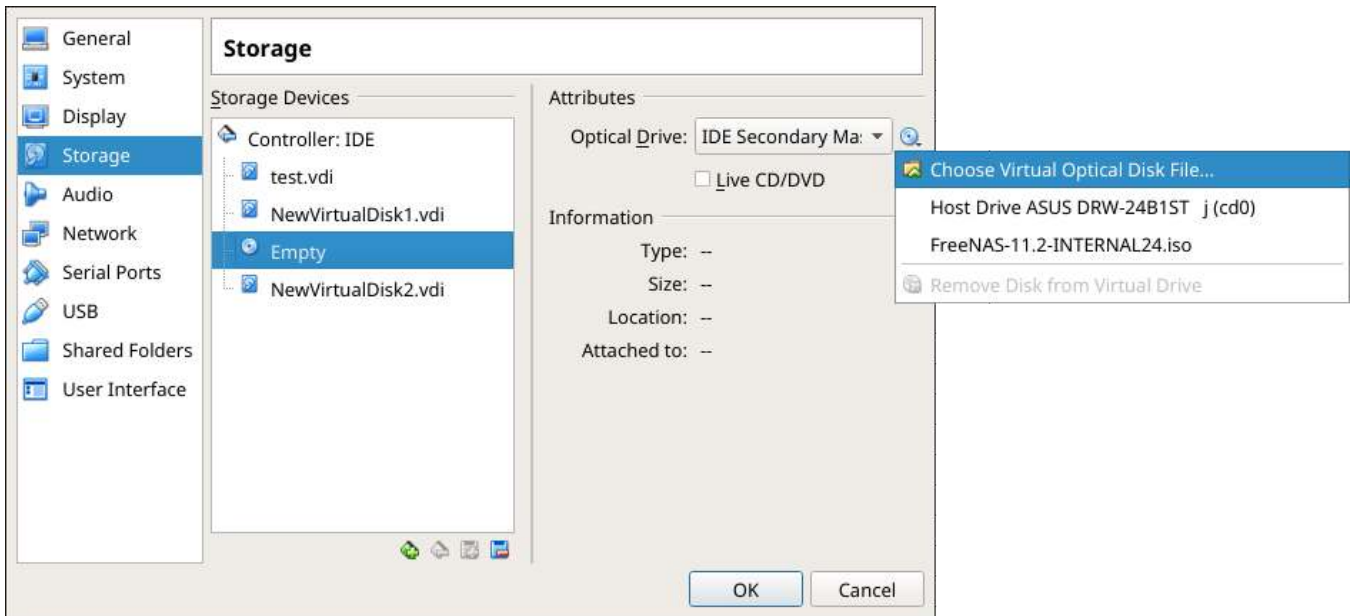 General
System
Display
Storage
Audio
Network
Serial Ports
USB
Shared Folders
User Interface
Storage
Storage Devices
Controller: IDE
test.vdi
NewVirtualDisk1.vdi
Empty
NewVirtualDisk2.vdi
Attributes
Optical Drive: IDE Secondary Ma
Live CD/DVD
Information
Type: --
Size: --
Location: --
Attached to: --
Choose Virtual Optical Disk File...
Host Drive ASUS DRW-24B1ST j (cd0)
FreeNAS-11.2-INTERNAL24.iso
Remove Disk from Virtual Drive
OK
Cancel